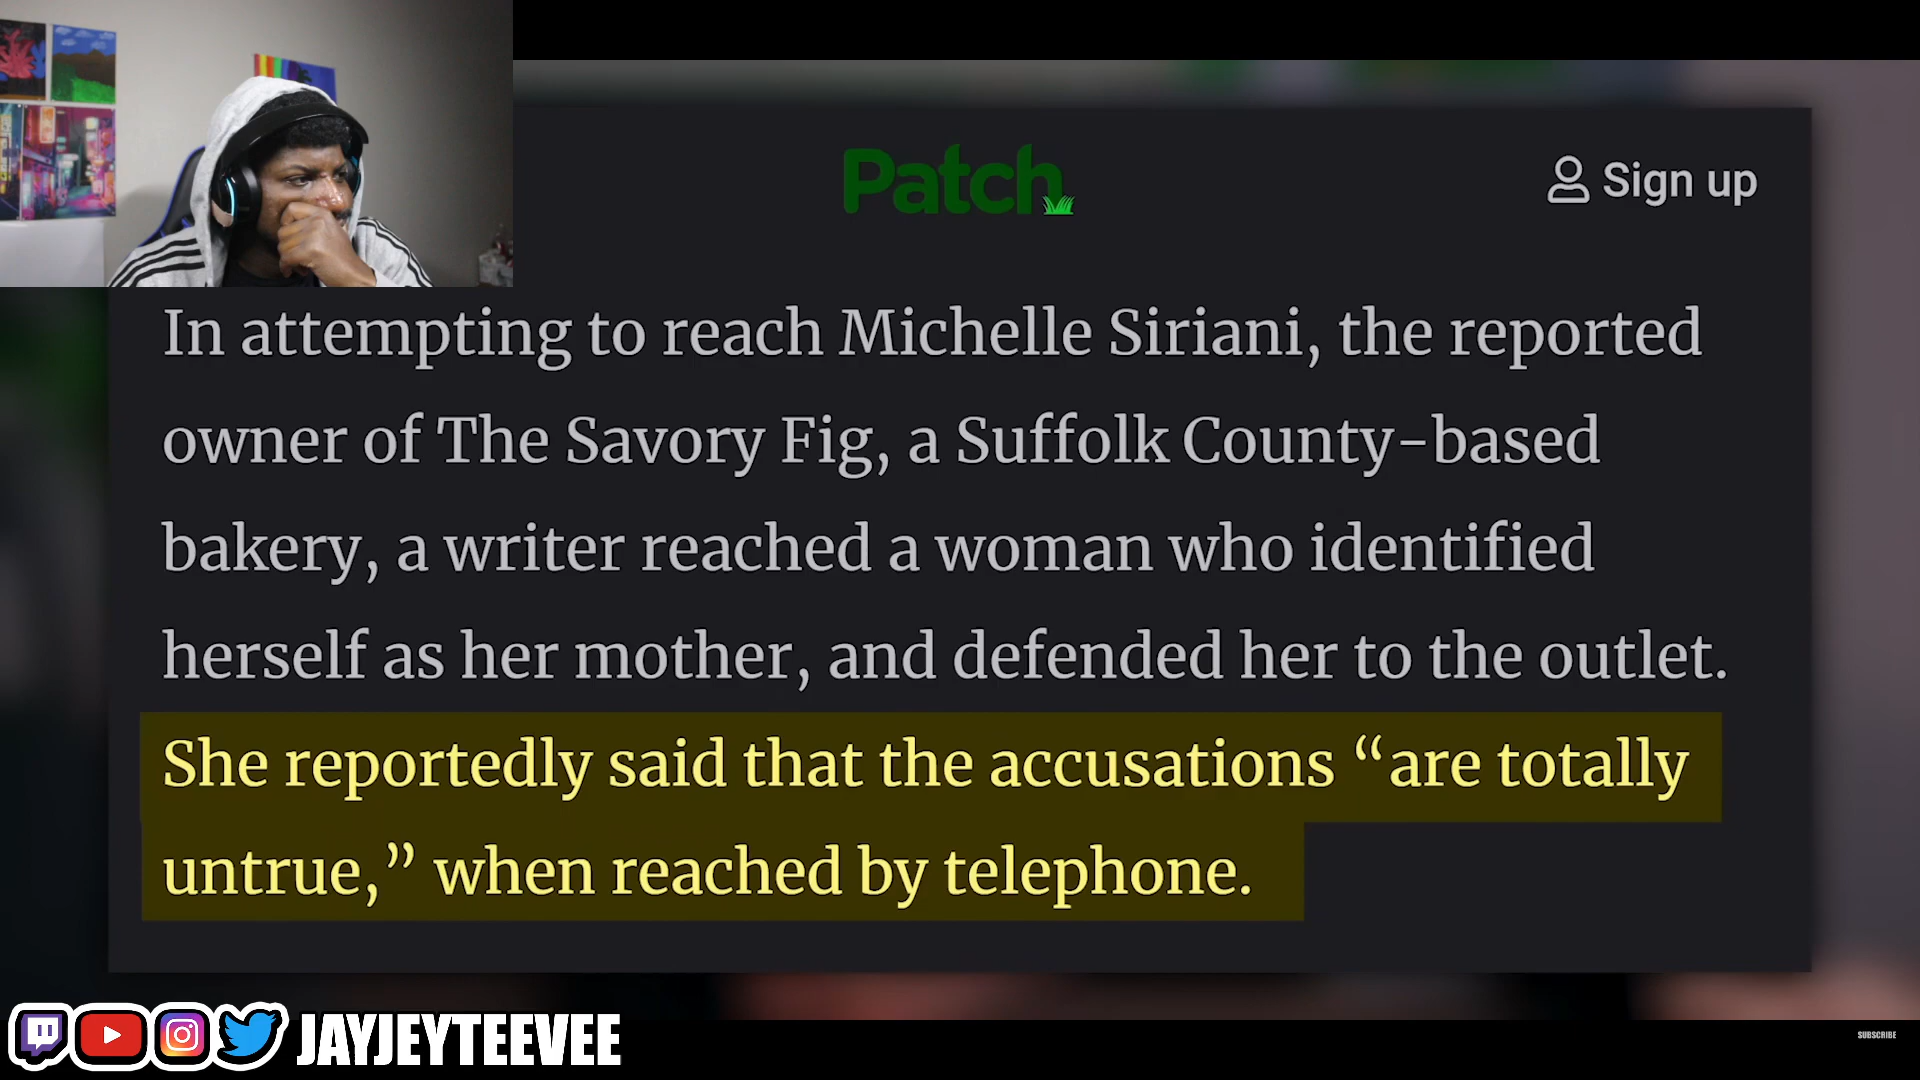 Patch
Sign up
In attempting to reach Michelle Siriani, the reported
owner of The Savory Fig, a Suffolk County-based
bakery, a writer reached a woman who identified
herself as her mother, and defended her to the outlet.
She reportedly said that the accusations “are totally
untrue,” when reached by telephone.
JAYJEYTEEVEE
SUBSCRIBE